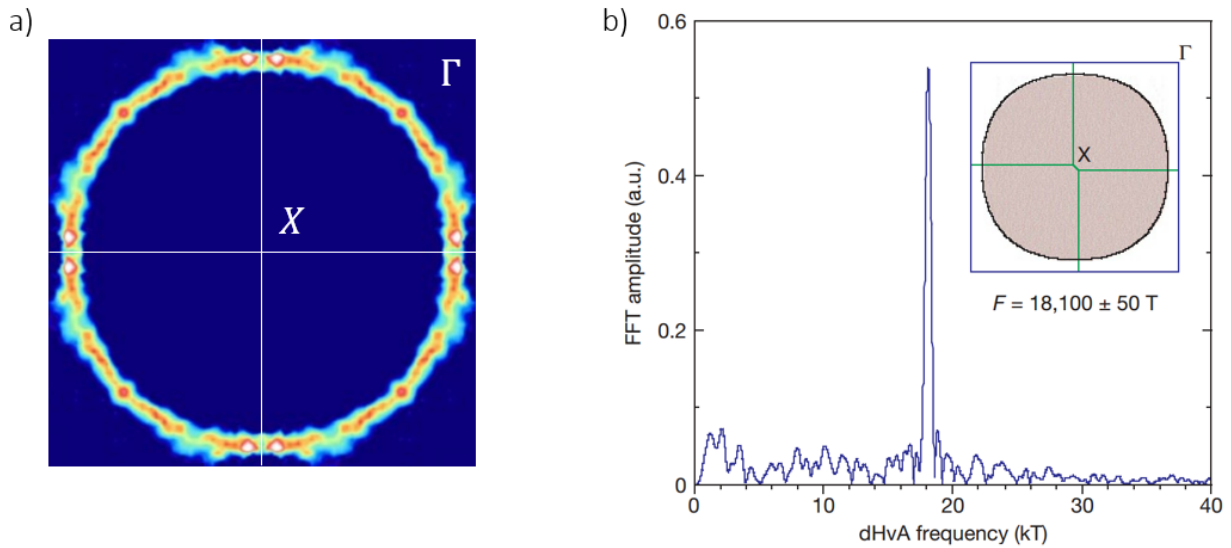 a)
Γ
X
b)
FFT amplitude (a.u.)
0.6
0.4
0.2
0
0
10
20
30
40
dHvA frequency (kT)
Γ
X
F = 18,100 ± 50 T